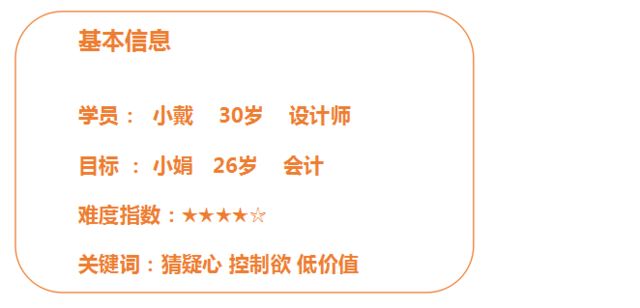 基本信息
学员： 小戴 30岁 设计师
目标 ： 小娟 26岁 会计
难度指数：★★★★☆
关键词：猜疑心 控制欲 低价值